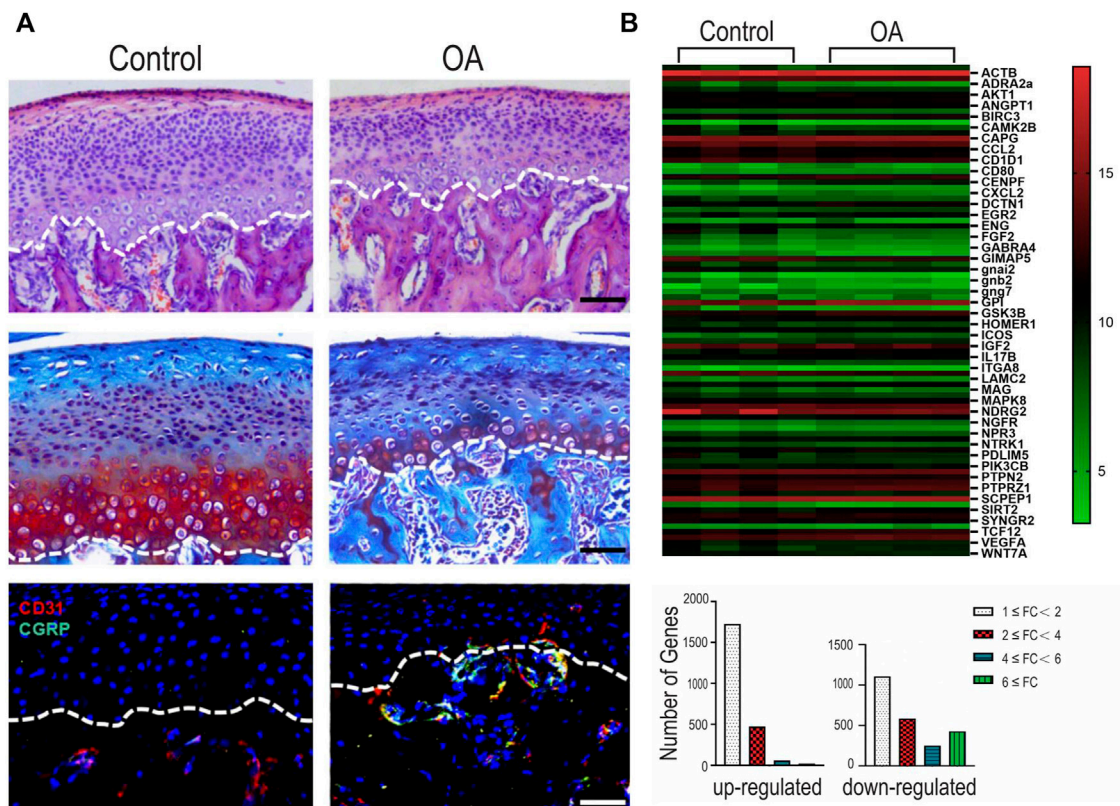 A
Control
OA
CD31
CGRP
B
Control
OA
ACTB
ADRA2a
AKT1
ANGPT1
BIRC3
CAMK2B
CAPG
CCL2
CD1D1
CD80
CENPF
CXCL2
DCTN1
EGR2
ENG
FGF2
GABRA4
GIMAP5
gnai2
gnb2
gng7
GPI
GSK3B
HOMER1
ICOS
IGF2
IL17B
ITGA8
LAMC2
MAG
MAPK8
NDRG2
NGFR
NPR3
NTRK1
PDLIM5
PIK3CB
PTPN2
PTPRZ1
SCPEP1
SIRT2
SYNGR2
TCF12
VEGFA
WNT7A
15
10
5
Number of Genes
2000
1500
1000
500
0
up-regulated
1500
1000
500
0
down-regulated
1 ≤ FC < 2
2 ≤ FC < 4
4 ≤ FC < 6
6 ≤ FC